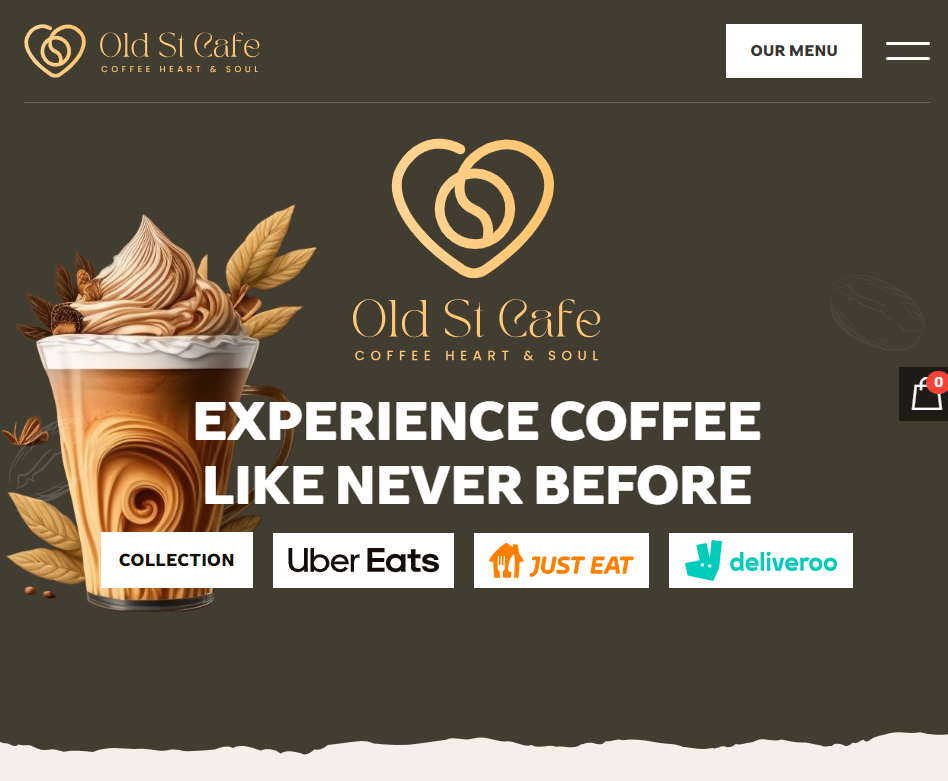 Old St Cafe
COFFEE HEART & SOUL
OUR MENU
Old St Cafe
COFFEE HEART & SOUL
0
EXPERIENCE COFFEE
LIKE NEVER BEFORE
COLLECTION
Uber Eats
JUST EAT
deliveroo